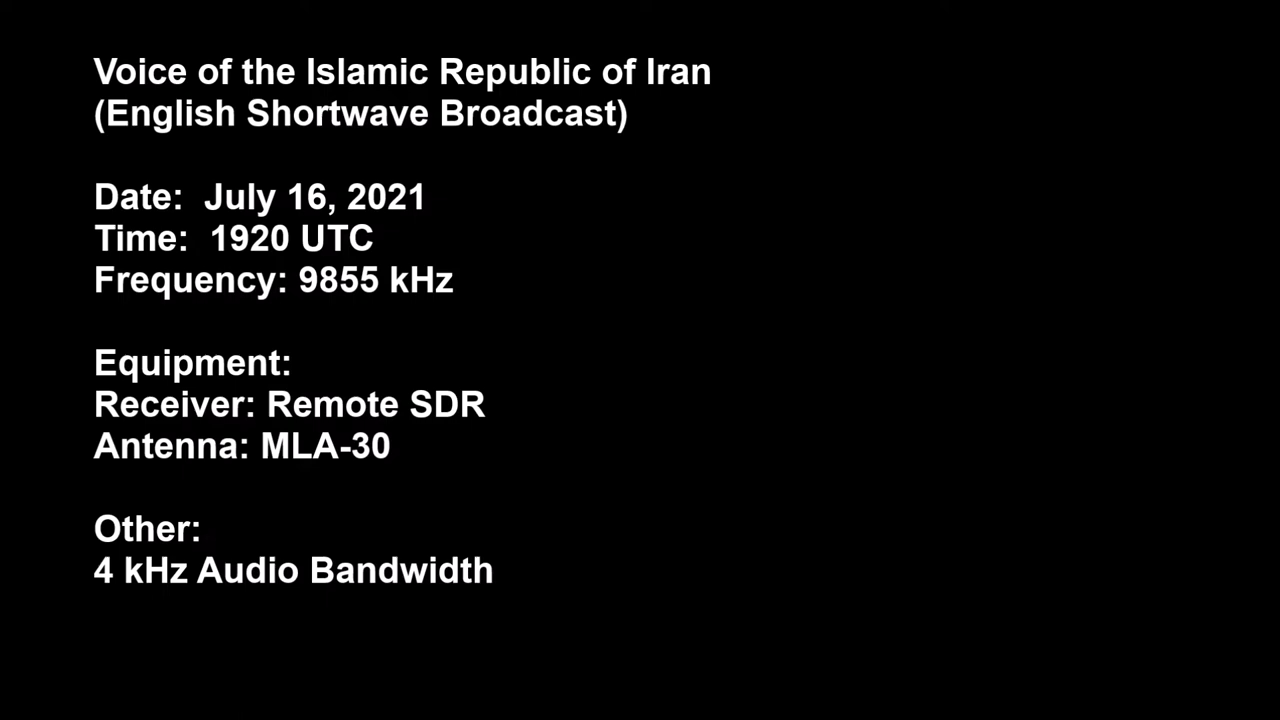 Voice of the Islamic Republic of Iran
(English Shortwave Broadcast)
Date: July 16, 2021
Time: 1920 UTC
Frequency: 9855 kHz
Equipment:
Receiver: Remote SDR
Antenna: MLA-30
Other:
4 kHz Audio Bandwidth